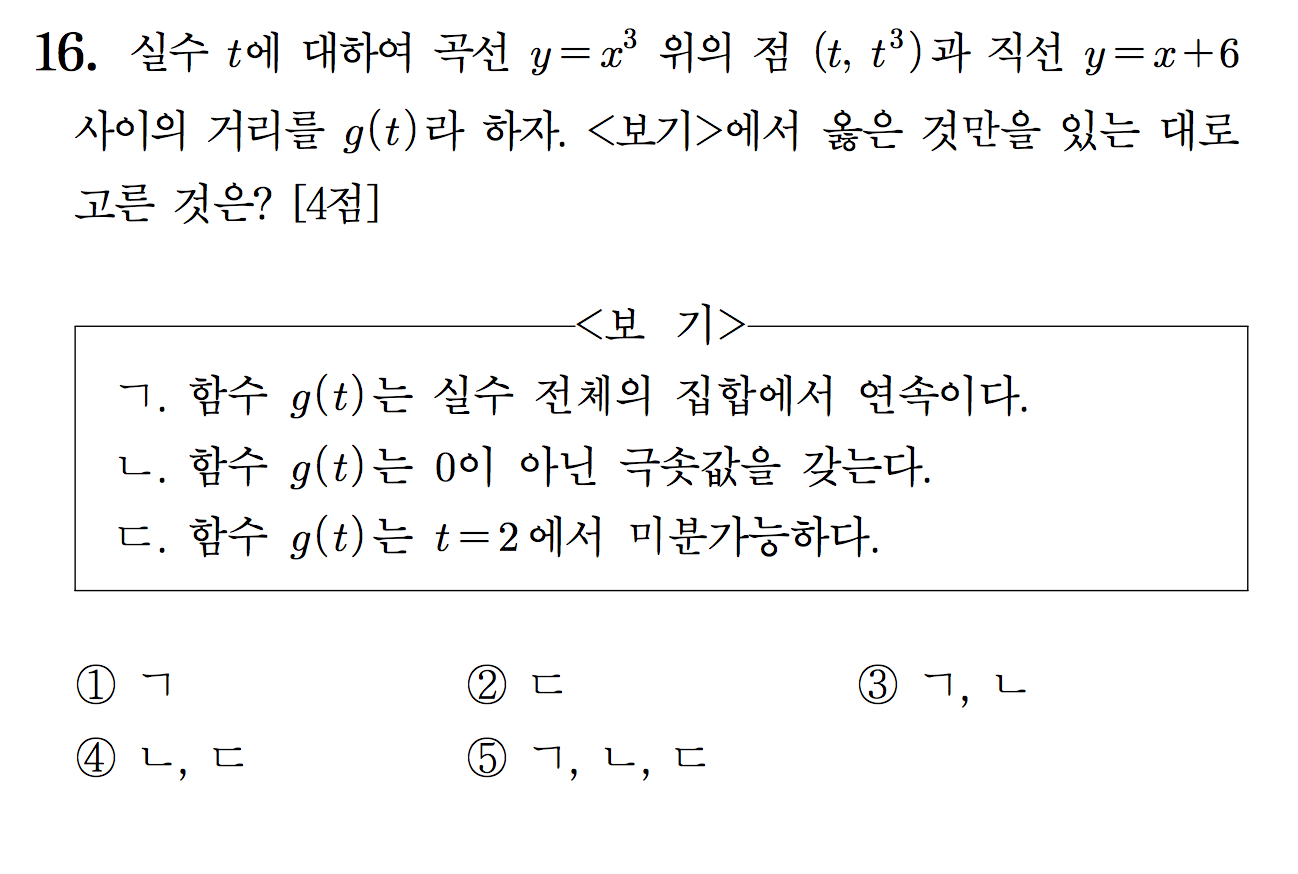 16. 실수 t에 대하여 곡선 y=x³ 위의 점 (t, t³)과 직선 y=x+6
사이의 거리를 g(t)라 하자. <보기>에서 옳은 것만을 있는 대로
고른 것은? [4점]
<보 기>
ㄱ. 함수 g(t)는 실수 전체의 집합에서 연속이다.
ㄴ. 함수 g(t)는 0이 아닌 극솟값을 갖는다.
ㄷ. 함수 g(t)는 t=2에서 미분가능하다.
① ㄱ ② ㄷ ③ ㄱ, ㄴ
④ ㄴ, ㄷ ⑤ ㄱ, ㄴ, ㄷ